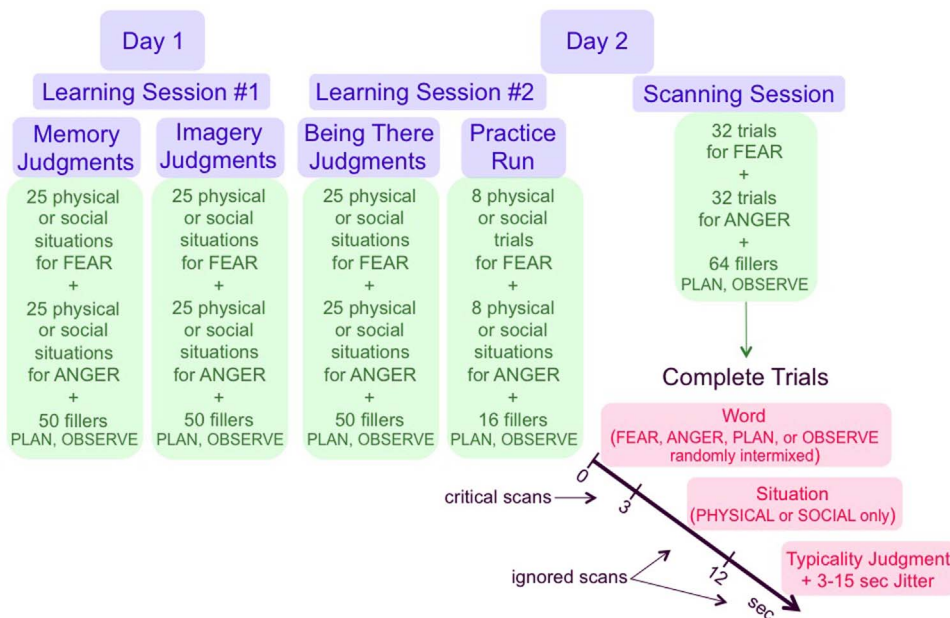 Day 1
Day 2
Learning Session #1
Learning Session #2
Scanning Session
Memory
Judgments
25 physical
or social
situations
for FEAR
+
25 physical
or social
situations
for ANGER
+
50 fillers
PLAN, OBSERVE
Imagery
Judgments
25 physical
or social
situations
for FEAR
+
25 physical
or social
situations
for ANGER
+
50 fillers
PLAN, OBSERVE
Being There
Judgments
25 physical
or social
situations
for FEAR
+
25 physical
or social
situations
for ANGER
+
50 fillers
PLAN, OBSERVE
Practice
Run
8 physical
or social
trials
for FEAR
+
8 physical
or social
situations
for ANGER
+
16 fillers
PLAN, OBSERVE
32 trials
for FEAR
+
32 trials
for ANGER
+
64 fillers
PLAN, OBSERVE
Complete Trials
Word
(FEAR, ANGER, PLAN, or OBSERVE
randomly intermixed)
0
critical scans
3
Situation
(PHYSICAL or SOCIAL only)
ignored scans
12
Typicality Judgment
+ 3-15 sec Jitter
sec